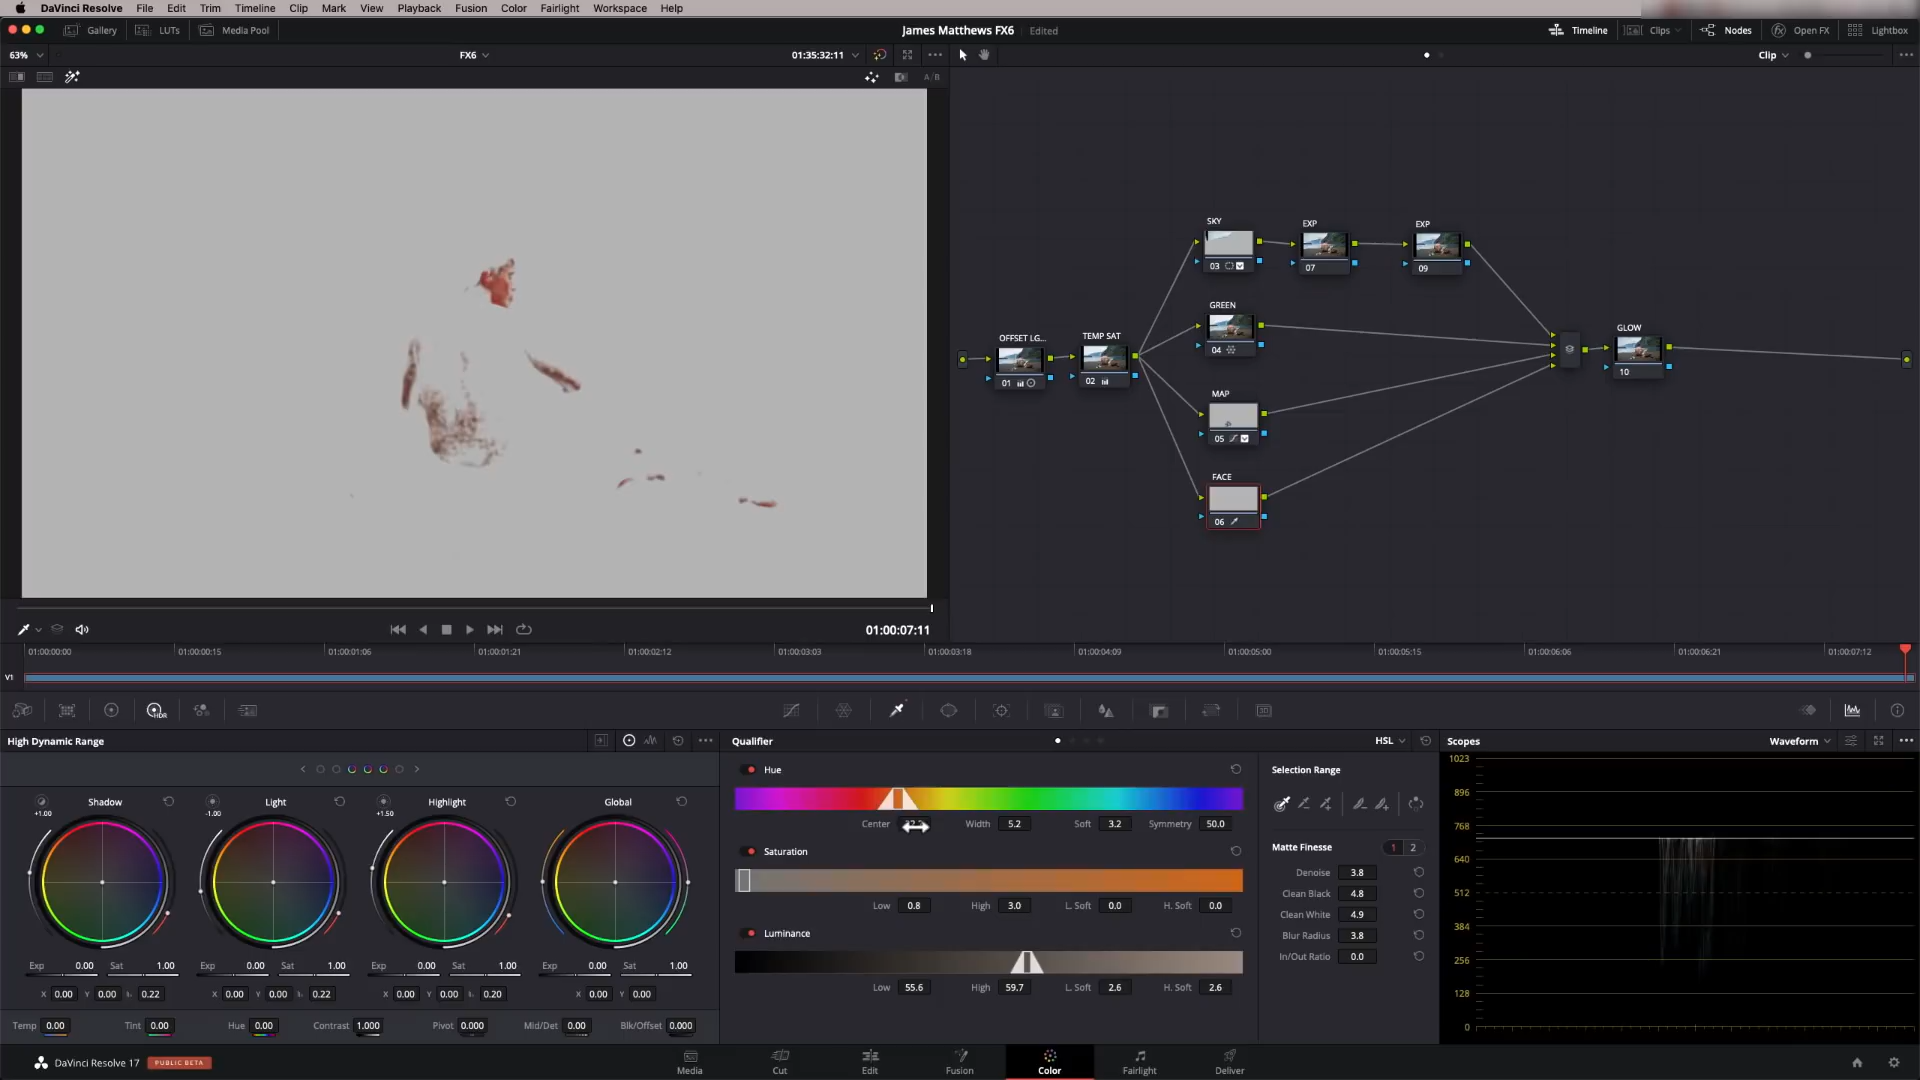 DaVinci Resolve File Edit Trim Timeline Clip Mark View Playback Fusion Color Fairlight Workspace Help
Gallery LUTs Media Pool James Matthews FX6 Edited Timeline Clips Nodes Open FX Lightbox
63% FX6 01:35:32:11 Clip
A/B
SKY
EXP
EXP
03
07
09
GREEN
04
OFFSET LG...
TEMP SAT
GLOW
01
02
10
MAP
05
FACE
06
01:00:07:11
01:00:00:00 01:00:00:15 01:00:01:06 01:00:01:21 01:00:02:12 01:00:03:03 01:00:03:18 01:00:04:09 01:00:05:00 01:00:05:15 01:00:06:06 01:00:06:21 01:00:07:12
V1
HDR
3D
High Dynamic Range
Shadow Light Highlight Global
+1.00 -1.00 +1.50
Exp 0.00 Sat 1.00 Exp 0.00 Sat 1.00 Exp 0.00 Sat 1.00 Exp 0.00 Sat 1.00
X 0.00 Y 0.00 0.22 X 0.00 Y 0.00 0.22 X 0.00 Y 0.00 0.20 X 0.00 Y 0.00
Temp 0.00 Tint 0.00 Hue 0.00 Contrast 1.000 Pivot 0.000 Mid/Det 0.00 Blk/Offset 0.000
Qualifier HSL
Hue
Center Width 5.2 Soft 3.2 Symmetry 50.0
Saturation
Low 0.8 High 3.0 L. Soft 0.0 H. Soft 0.0
Luminance
Low 55.6 High 59.7 L. Soft 2.6 H. Soft 2.6
Selection Range
Matte Finesse 1 2
Denoise 3.8
Clean Black 4.8
Clean White 4.9
Blur Radius 3.8
In/Out Ratio 0.0
Scopes Waveform
1023
896
768
640
512
384
256
128
0
DaVinci Resolve 17 PUBLIC BETA
Media Cut Edit Fusion Color Fairlight Deliver